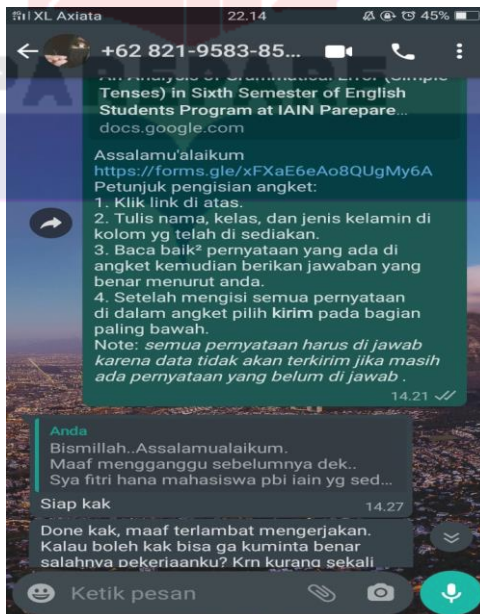 XL Axiata 22.14 45%
+62 821-9583-85...
An Analysis of Grammatical Error (Simple
Tenses) in Sixth Semester of English
Students Program at IAIN Parepare...
docs.google.com
Assalamu'alaikum
https://forms.gle/xFXaE6eAo8QUgMy6A
Petunjuk pengisian angket:
1. Klik link di atas.
2. Tulis nama, kelas, dan jenis kelamin di
kolom yg telah di sediakan.
3. Baca baik² pernyataan yang ada di
angket kemudian berikan jawaban yang
benar menurut anda.
4. Setelah mengisi semua pernyataan
di dalam angket pilih kirim pada bagian
paling bawah.
Note: semua pernyataan harus di jawab
karena data tidak akan terkirim jika masih
ada pernyataan yang belum di jawab .
14.21
Anda
Bismillah..Assalamualaikum.
Maaf mengganggu sebelumnya dek..
Sya fitri hana mahasiswa pbi iain yg sed...
Siap kak 14.27
Done kak, maaf terlambat mengerjakan.
Kalau boleh kak bisa ga kuminta benar
salahnya pekerjaanku? Krn kurang sekali
Ketik pesan